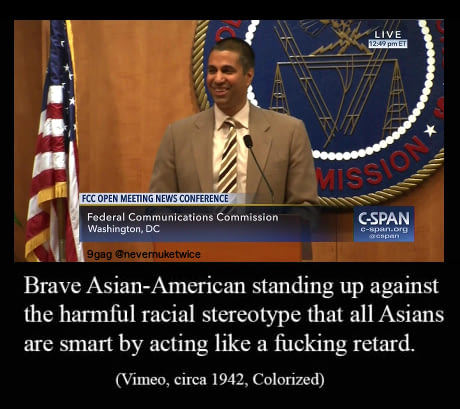 LIVE
12:49 pm ET
MISSION
FCC OPEN MEETING NEWS CONFERENCE
Federal Communications Commission
Washington, DC
C-SPAN
c-span.org
@cspan
9gag @nevernuketwice
Brave Asian-American standing up against
the harmful racial stereotype that all Asians
are smart by acting like a fucking retard.
(Vimeo, circa 1942, Colorized)